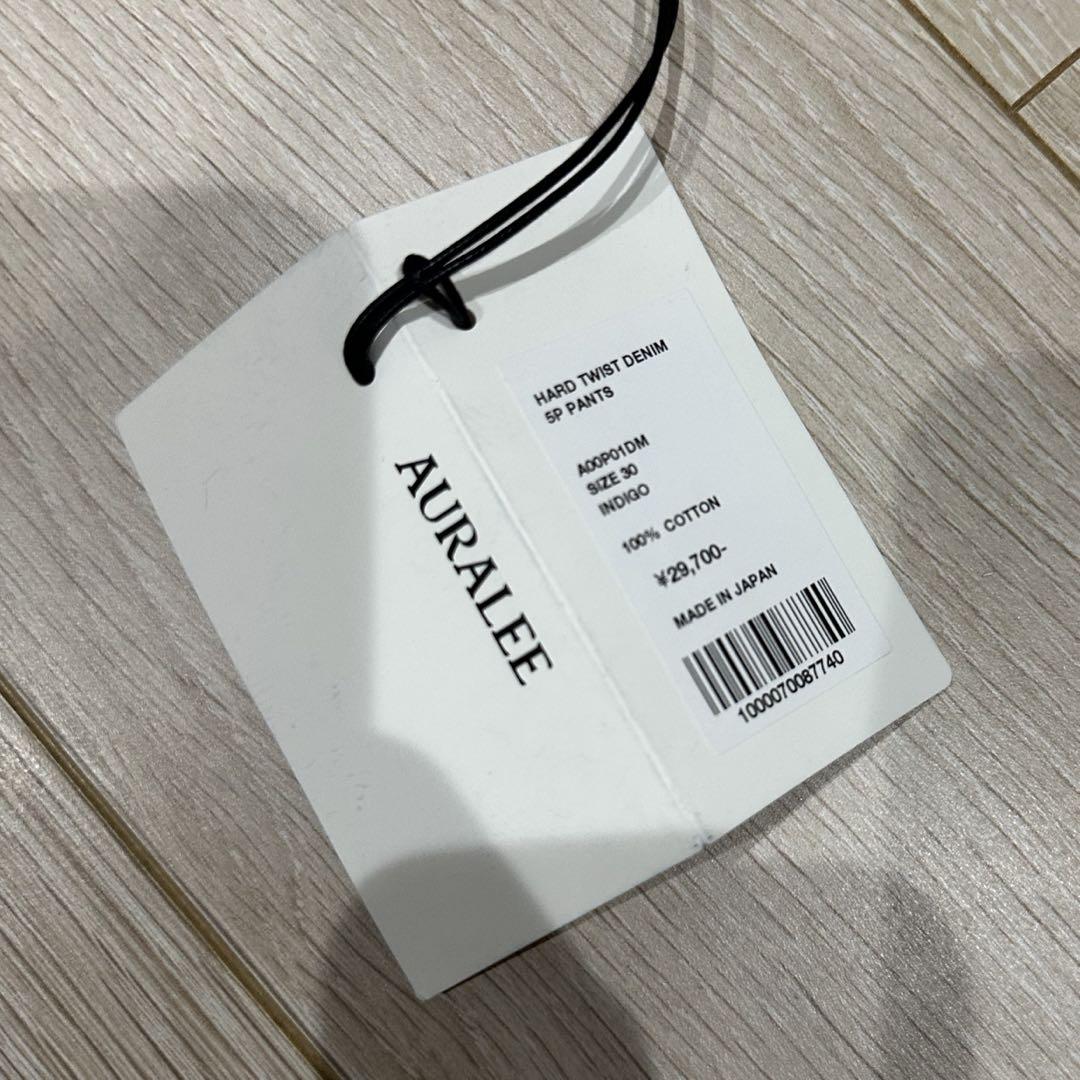 AURALEE
HARD TWIST DENIM
5P PANTS
A00P01DM
SIZE 30
INDIGO
100% COTTON
¥29,700-
MADE IN JAPAN
1000070087740